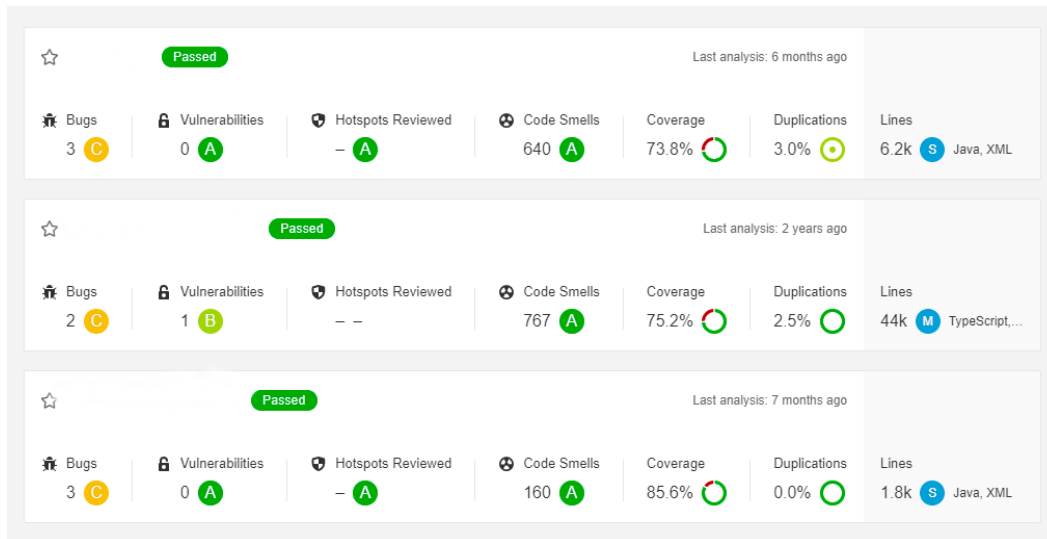 Passed Last analysis: 6 months ago
Bugs Vulnerabilities Hotspots Reviewed Code Smells Coverage Duplications Lines
3 C 0 A – A 640 A 73.8% 3.0% 6.2k S Java, XML
Passed Last analysis: 2 years ago
Bugs Vulnerabilities Hotspots Reviewed Code Smells Coverage Duplications Lines
2 C 1 B – – 767 A 75.2% 2.5% 44k M TypeScript,...
Passed Last analysis: 7 months ago
Bugs Vulnerabilities Hotspots Reviewed Code Smells Coverage Duplications Lines
3 C 0 A – A 160 A 85.6% 0.0% 1.8k S Java, XML